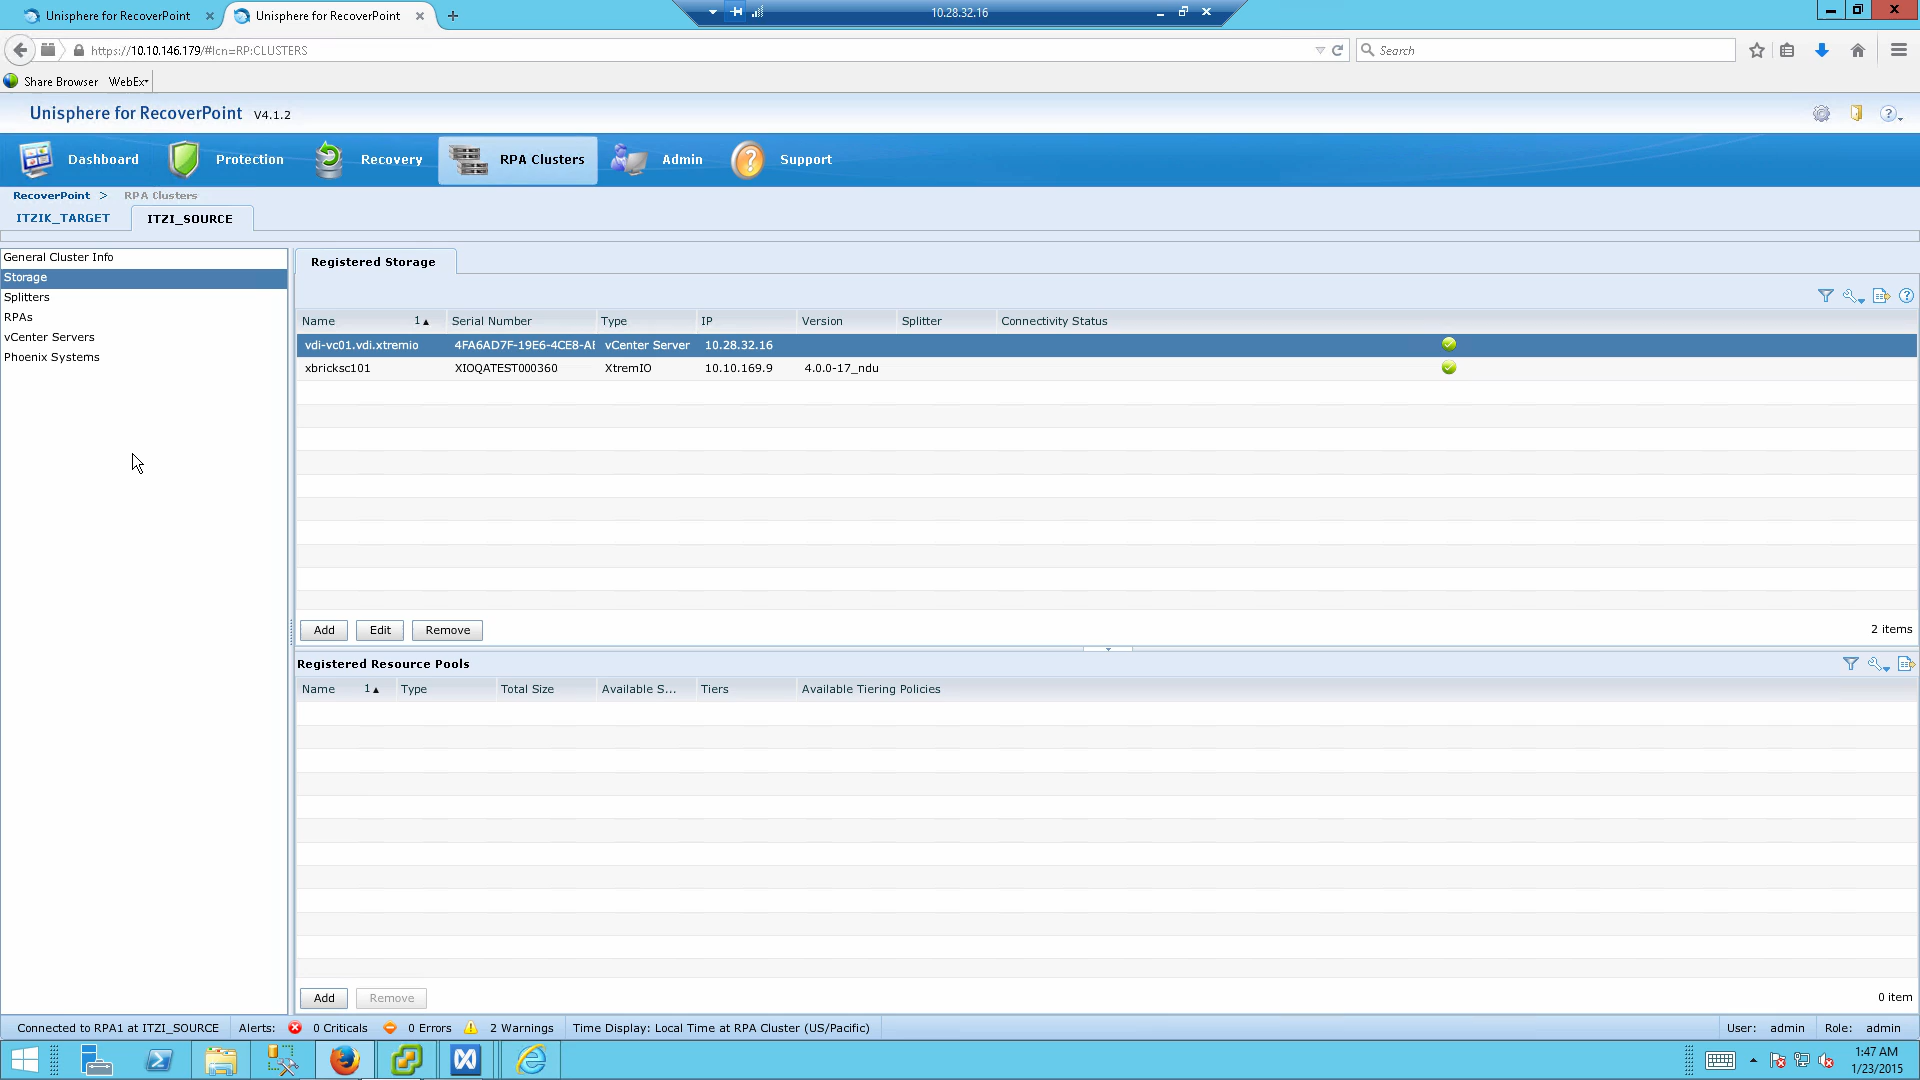 Unisphere for RecoverPoint
Unisphere for RecoverPoint
10.28.32.16
https://10.10.146.179/#lcn=RP:CLUSTERS
Search
Share Browser WebEx
Unisphere for RecoverPoint V4.1.2
Dashboard Protection Recovery RPA Clusters Admin Support
RecoverPoint > RPA Clusters
ITZIK_TARGET ITZI_SOURCE
General Cluster Info
Storage
Splitters
RPAs
vCenter Servers
Phoenix Systems
Registered Storage
Name 1 Serial Number Type IP Version Splitter Connectivity Status
vdi-vc01.vdi.xtremio 4FA6AD7F-19E6-4CE8-AE vCenter Server 10.28.32.16
xbricksc101 XIOQATEST000360 XtremIO 10.10.169.9 4.0.0-17_ndu
Add Edit Remove 2 items
Registered Resource Pools
Name 1 Type Total Size Available S... Tiers Available Tiering Policies
Add Remove 0 item
Connected to RPA1 at ITZI_SOURCE Alerts: 0 Criticals 0 Errors 2 Warnings Time Display: Local Time at RPA Cluster (US/Pacific) User: admin Role: admin
1:47 AM
1/23/2015